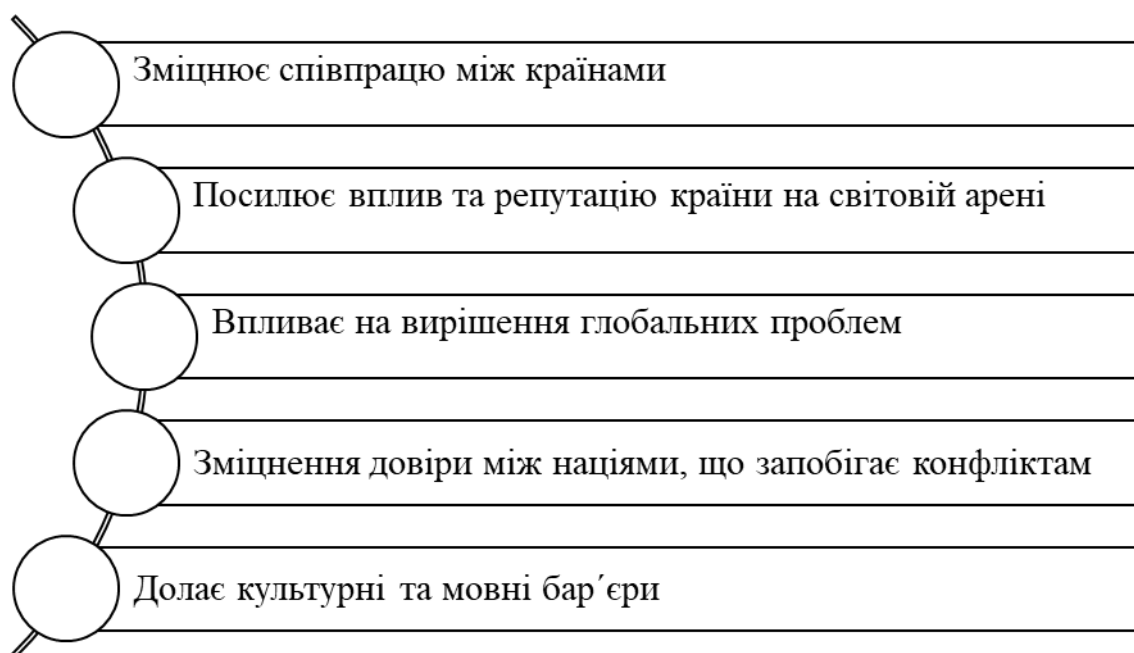 Зміцнює співпрацю між країнами
Посилює вплив та репутацію країни на світовій арені
Впливає на вирішення глобальних проблем
Зміцнення довіри між націями, що запобігає конфліктам
Долає культурні та мовні бар´єри